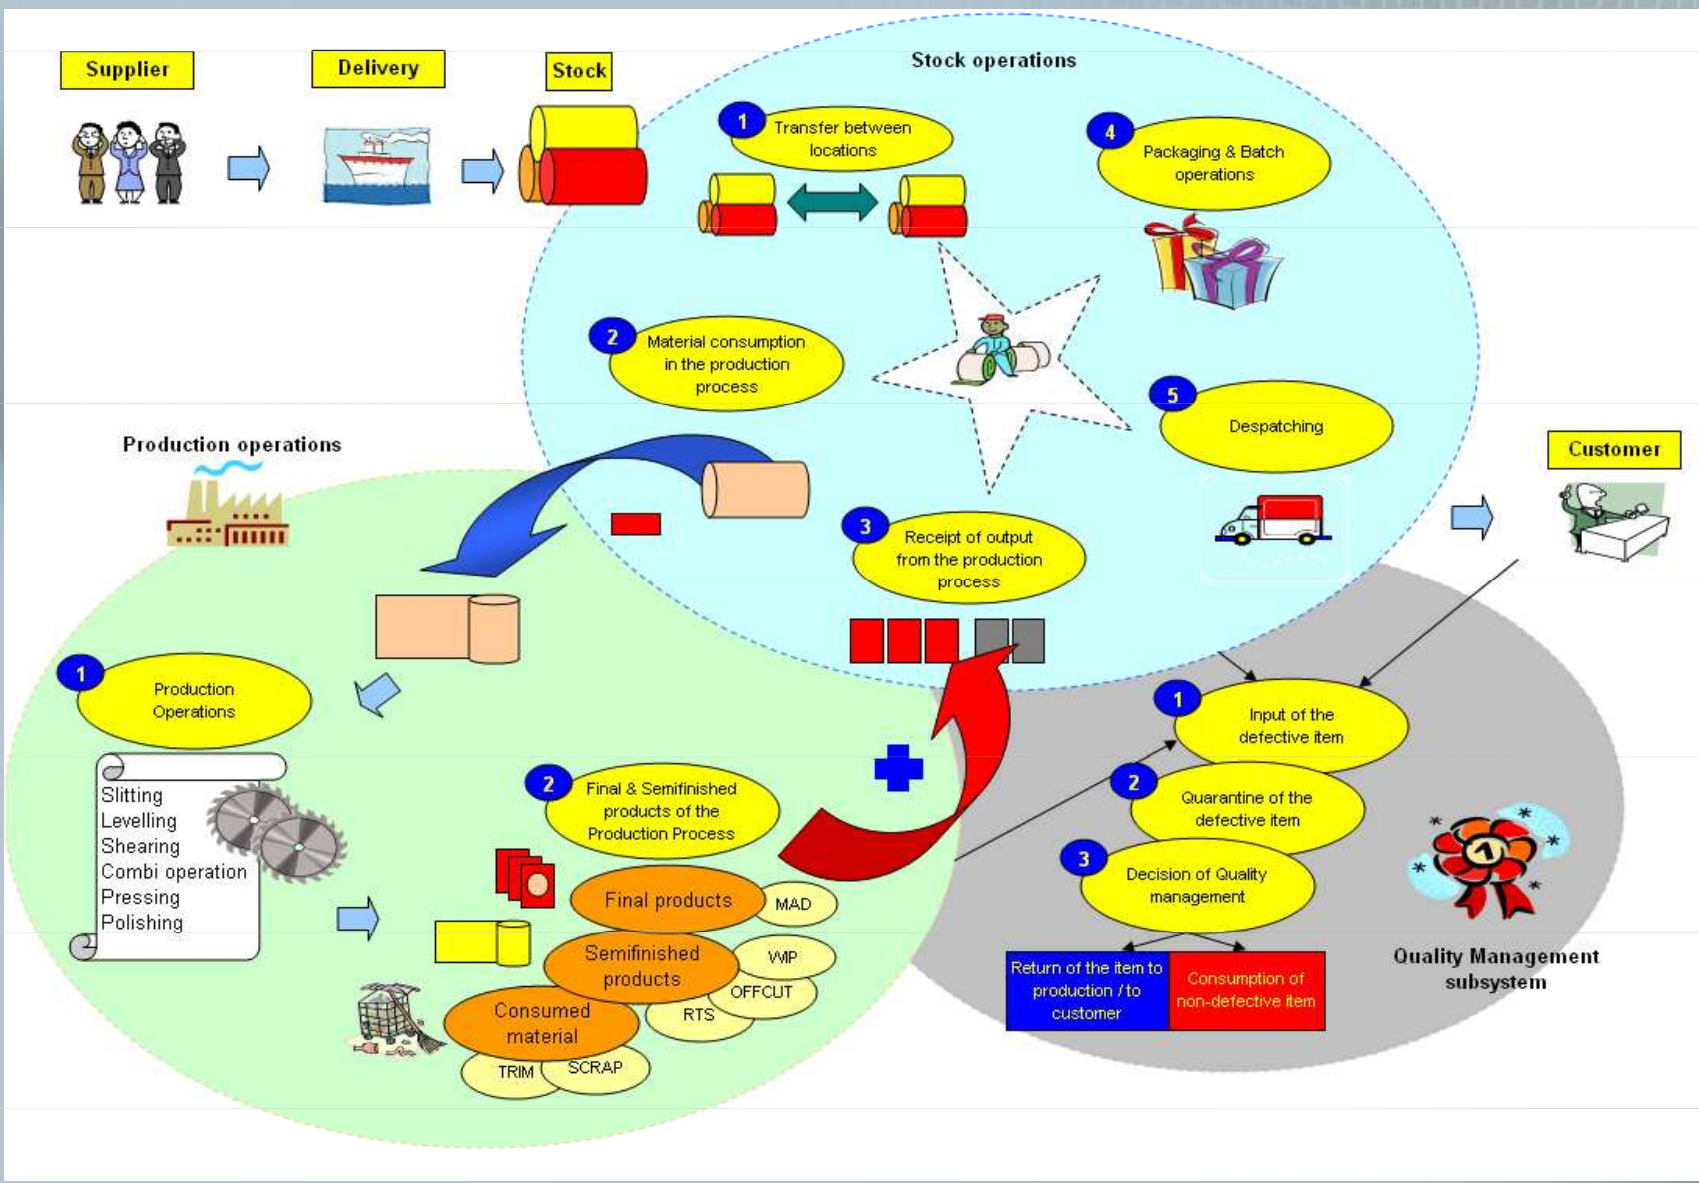 Supplier
Delivery
Stock
Stock operations
1
Transfer between
locations
4
Packaging & Batch
operations
2
Material consumption
in the production
process
5
Despatching
Customer
Production operations
3
Receipt of output
from the production
process
1
Production
Operations
Slitting
Levelling
Shearing
Combi operation
Pressing
Polishing
2
Final & Semifinished
products of the
Production Process
Final products
MAD
Semifinished
products
WIP
OFFCUT
RTS
Consumed
material
TRIM
SCRAP
1
Input of the
defective item
2
Quarantine of the
defective item
3
Decision of Quality
management
Return of the item to
production / to
customer
Consumption of
non-defective item
1
Quality Management
subsystem